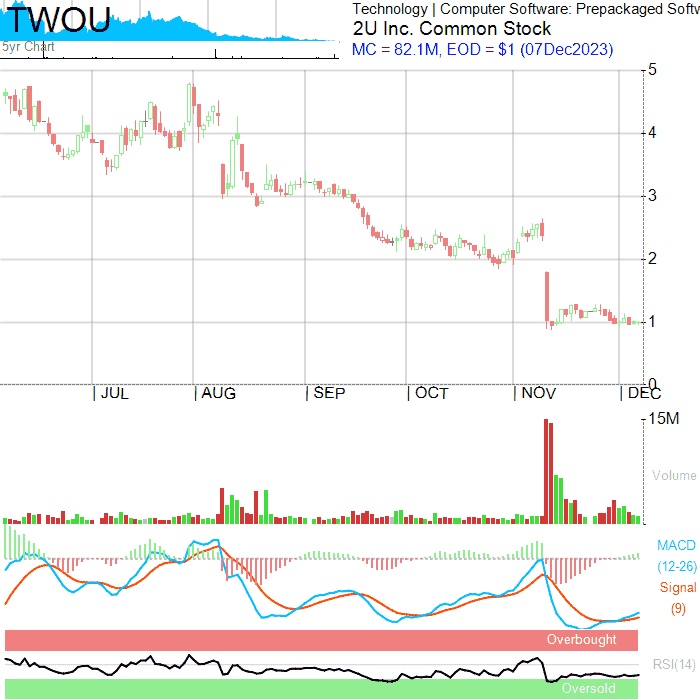 TWOU
5yr Chart
Technology | Computer Software: Prepackaged Softw
2U Inc. Common Stock
MC = 82.1M, EOD = $1 (07Dec2023)
5
4
3
2
1
0
| JUL | AUG | SEP | OCT | NOV | DEC
15M
Volume
MACD
(12-26)
Signal
(9)
Overbought
RSI(14)
Oversold